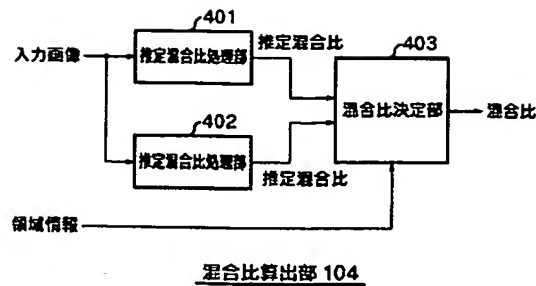 401
推定混合比
403
入力画像
推定混合比処理部
402
混合比決定部
混合比
推定混合比処理部
推定混合比
領域情報
混合比算出部 104